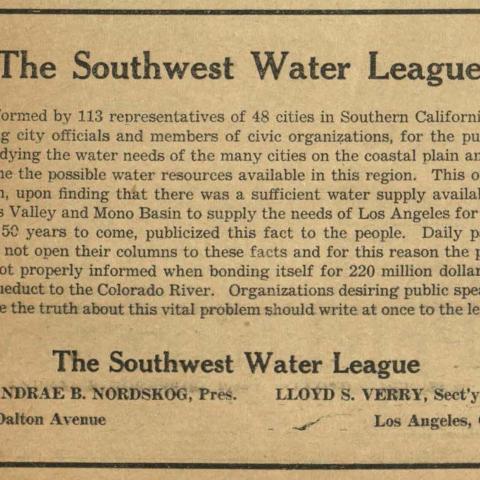 The Southwest Water League
formed by 113 representatives of 48 cities in Southern Californi
g city officials and members of civic organizations, for the pu
dying the water needs of the many cities on the coastal plain an
ne the possible water resources available in this region. This o
n, upon finding that there was a sufficient water supply availa
s Valley and Mono Basin to supply the needs of Los Angeles for
50 years to come, publicized this fact to the people. Daily p
not open their columns to these facts and for this reason the p
ot properly informed when bonding itself for 220 million dollar
ueduct to the Colorado River. Organizations desiring public spea
e the truth about this vital problem should write at once to the le
The Southwest Water League
NDRAE B. NORDSKOG, Pres. LLOYD S. VERRY, Sect'y
Dalton Avenue Los Angeles,